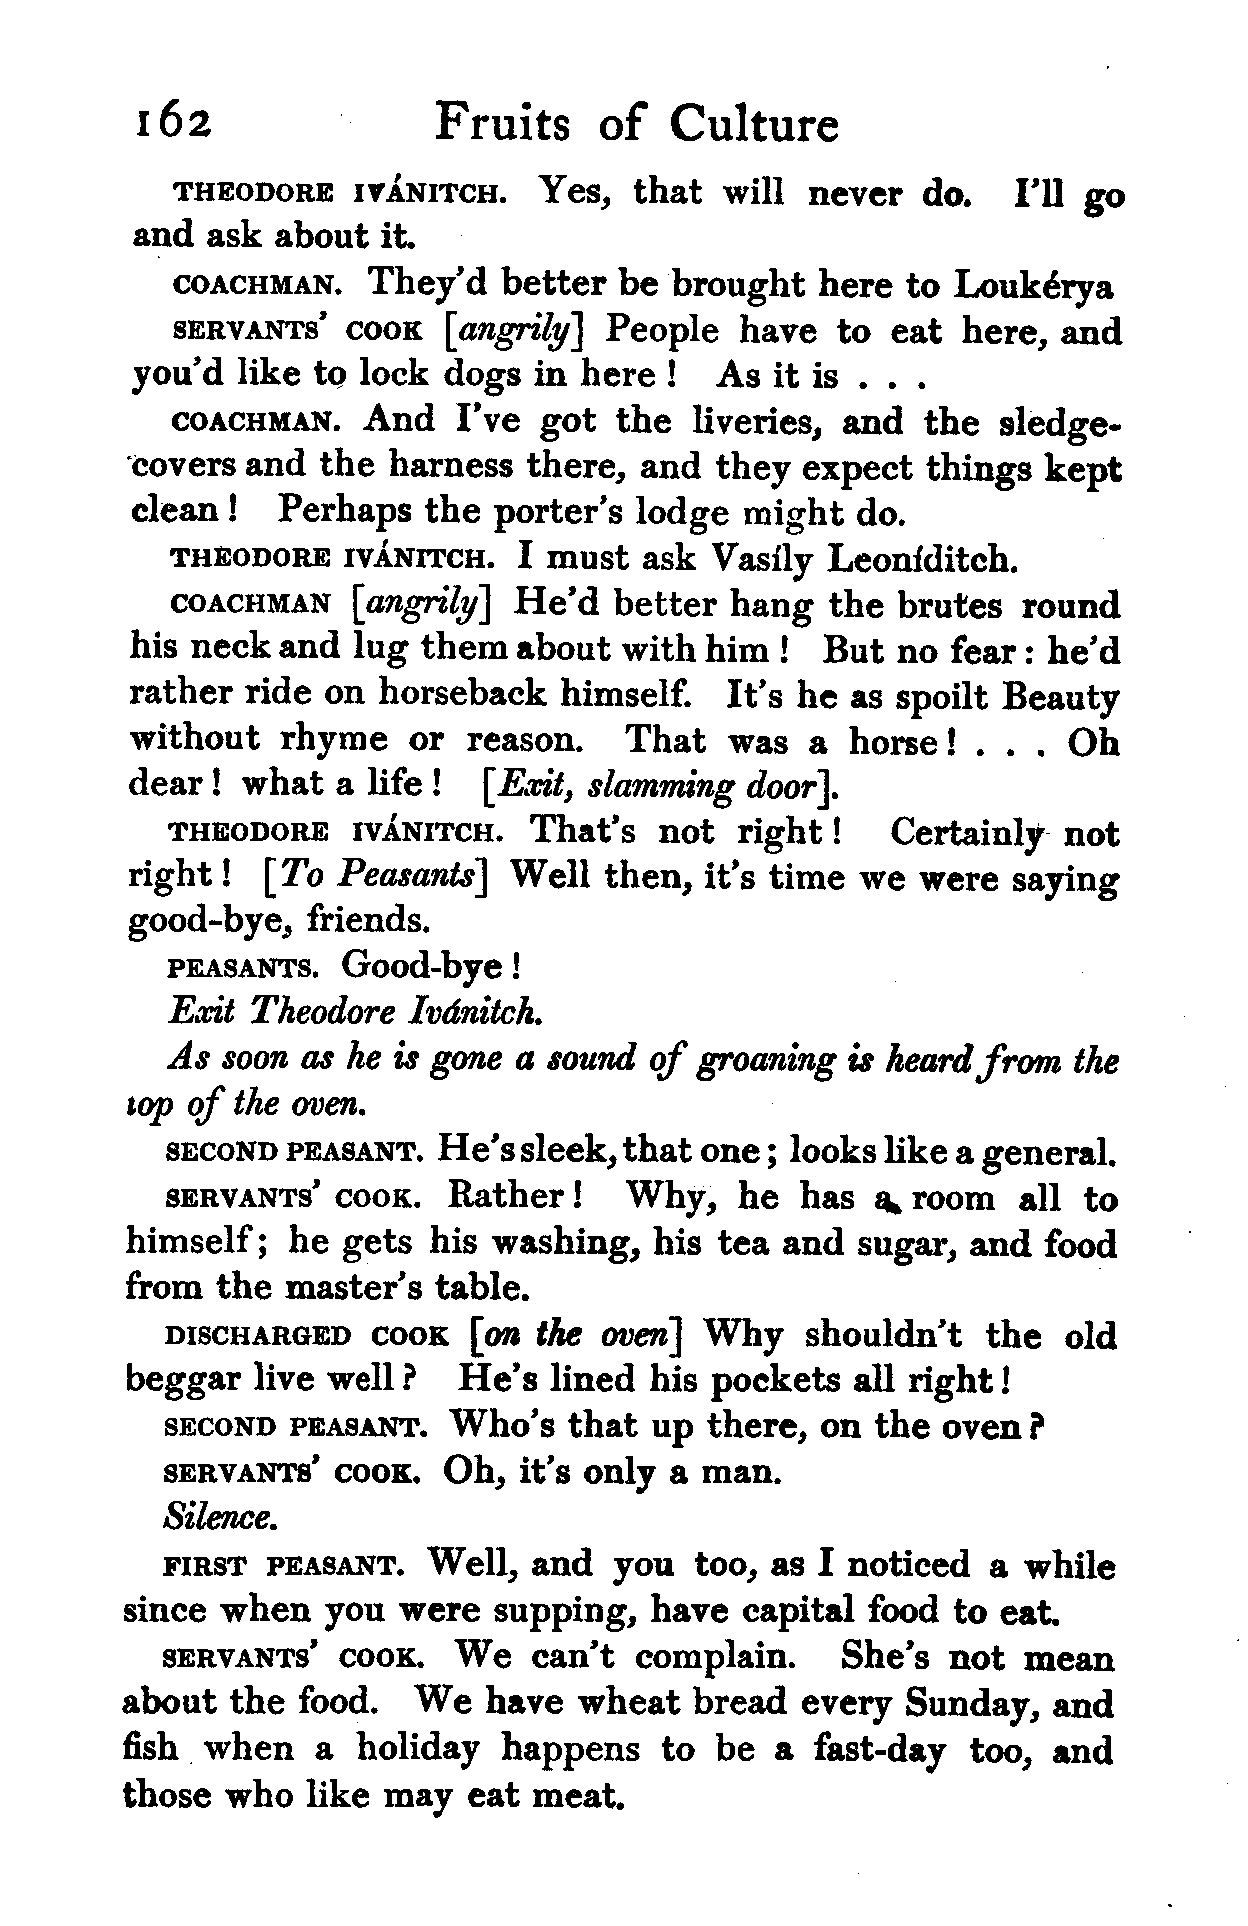 162 Fruits of Culture
THEODORE IVÁNITCH. Yes, that will never do. I'll go
and ask about it.
COACHMAN. They'd better be brought here to Loukérya
SERVANTS' COOK [angrily] People have to eat here, and
you'd like to lock dogs in here ! As it is . . .
COACHMAN. And I've got the liveries, and the sledge-
covers and the harness there, and they expect things kept
clean ! Perhaps the porter's lodge might do.
THEODORE IVÁNITCH. I must ask Vasíly Leoníditch.
COACHMAN [angrily] He'd better hang the brutes round
his neck and lug them about with him ! But no fear : he'd
rather ride on horseback himself. It's he as spoilt Beauty
without rhyme or reason. That was a horse ! . . . Oh
dear ! what a life ! [Exit, slamming door].
THEODORE IVÁNITCH. That's not right ! Certainly not
right ! [To Peasants] Well then, it's time we were saying
good-bye, friends.
PEASANTS. Good-bye !
Exit Theodore Ivánitch.
As soon as he is gone a sound of groaning is heard from the
top of the oven.
SECOND PEASANT. He's sleek, that one ; looks like a general.
SERVANTS' COOK. Rather ! Why, he has a room all to
himself ; he gets his washing, his tea and sugar, and food
from the master's table.
DISCHARGED COOK [on the oven] Why shouldn't the old
beggar live well ? He's lined his pockets all right !
SECOND PEASANT. Who's that up there, on the oven ?
SERVANTS' COOK. Oh, it's only a man.
Silence.
FIRST PEASANT. Well, and you too, as I noticed a while
since when you were supping, have capital food to eat.
SERVANTS' COOK. We can't complain. She's not mean
about the food. We have wheat bread every Sunday, and
fish when a holiday happens to be a fast-day too, and
those who like may eat meat.